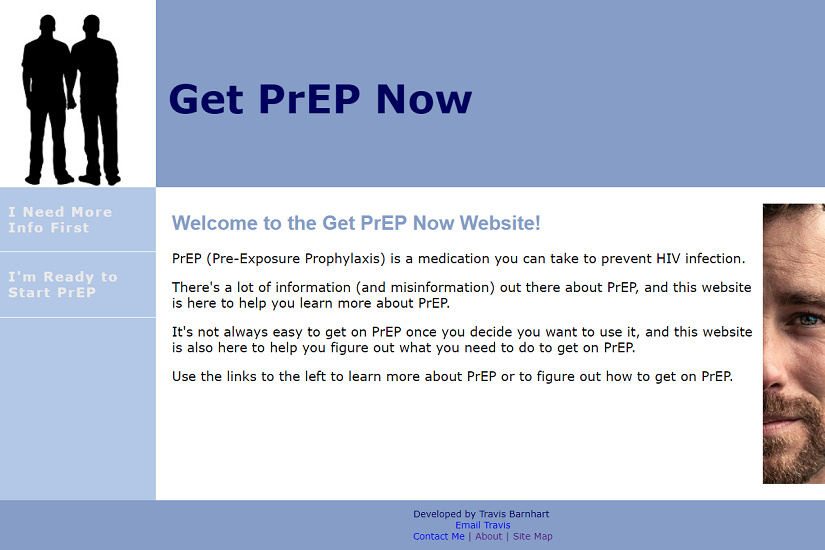 Get PrEP Now
I Need More
Info First
I'm Ready to
Start PrEP
Welcome to the Get PrEP Now Website!
PrEP (Pre-Exposure Prophylaxis) is a medication you can take to prevent HIV infection.
There's a lot of information (and misinformation) out there about PrEP, and this website
is here to help you learn more about PrEP.
It's not always easy to get on PrEP once you decide you want to use it, and this website
is also here to help you figure out what you need to do to get on PrEP.
Use the links to the left to learn more about PrEP or to figure out how to get on PrEP.
Developed by Travis Barnhart
Email Travis
Contact Me | About | Site Map